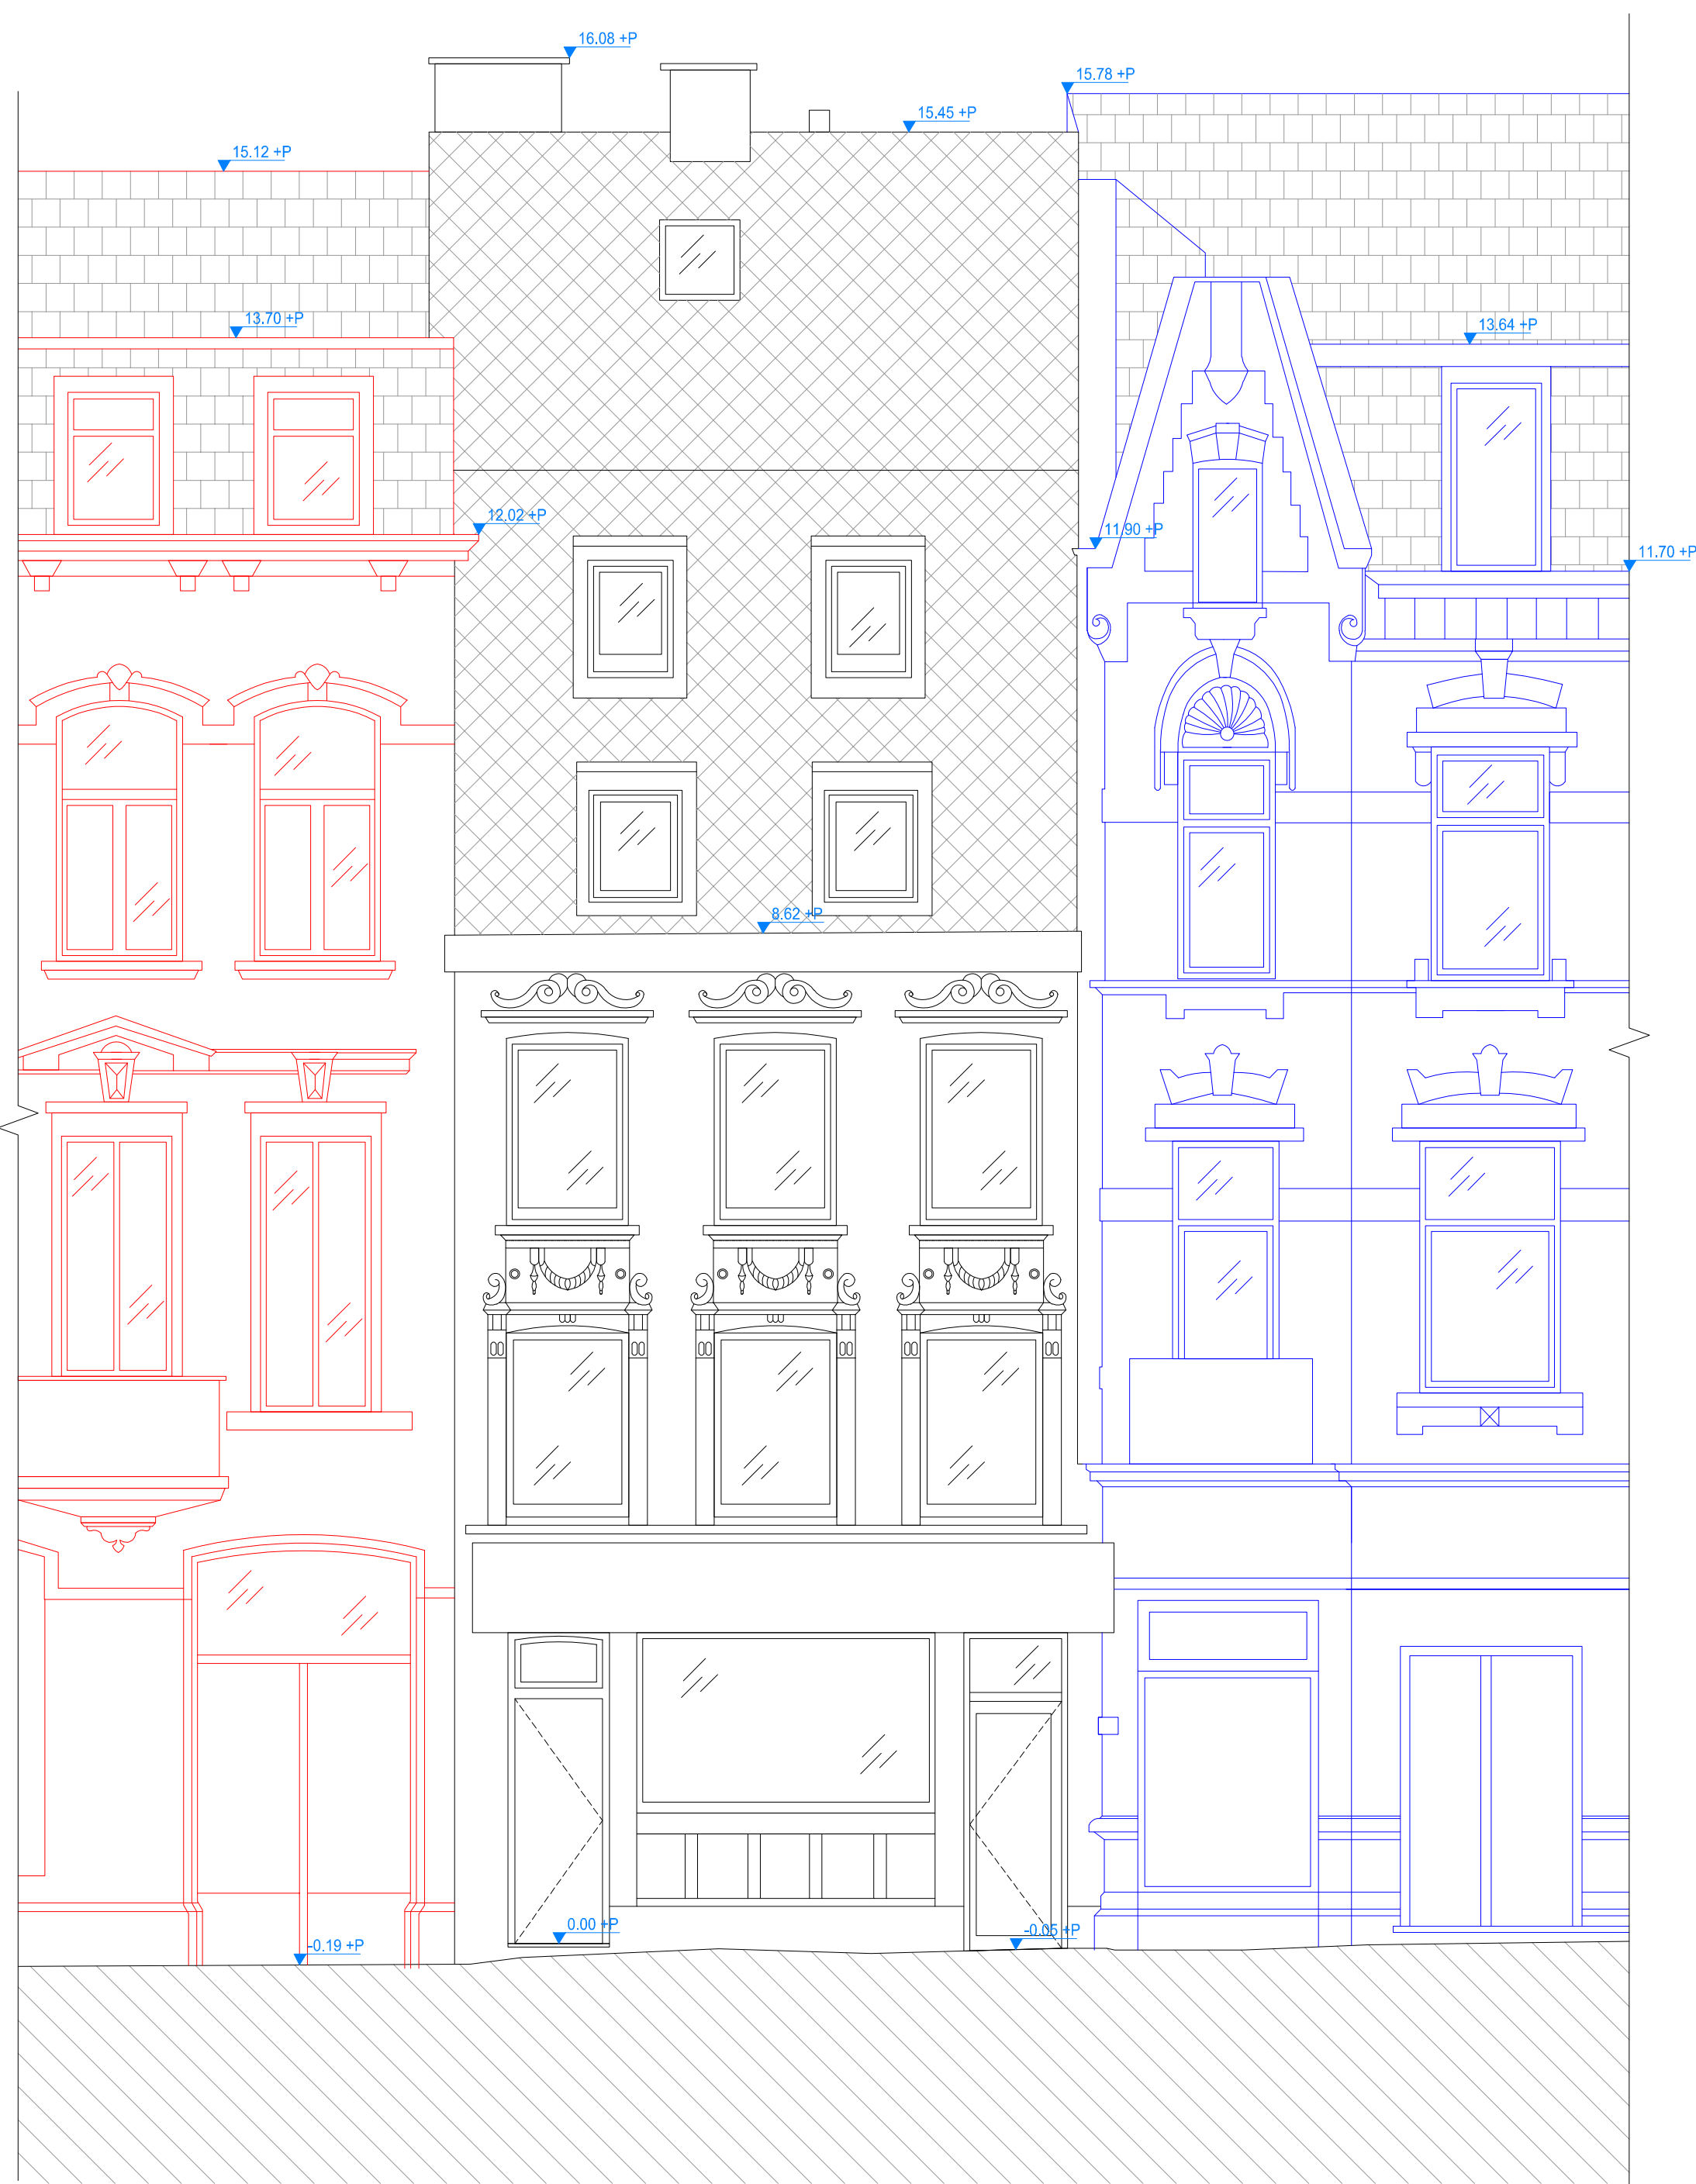 16.08 +P
15.78 +P
15.45 +P
15.12 +P
13.70 +P
13.64 +P
12.02 +P
11.90 +P
11.70 +P
8.62 +P
0.00 +P
-0.05 +P
-0.19 +P